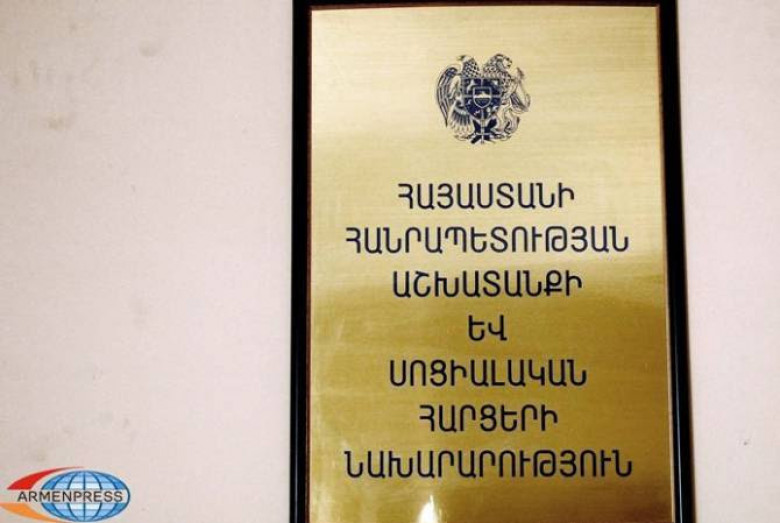 ՀԱՅԱՍՏԱՆԻ
ՀԱՆՐԱՊԵՏՈՒԹՅԱՆ
ԱՇԽԱՏԱՆՔԻ
ԵՎ
ՍՈՑԻԱԼԱԿԱՆ
ՀԱՐՑԵՐԻ
ՆԱԽԱՐԱՐՈՒԹՅՈՒՆ
ARMENPRESS